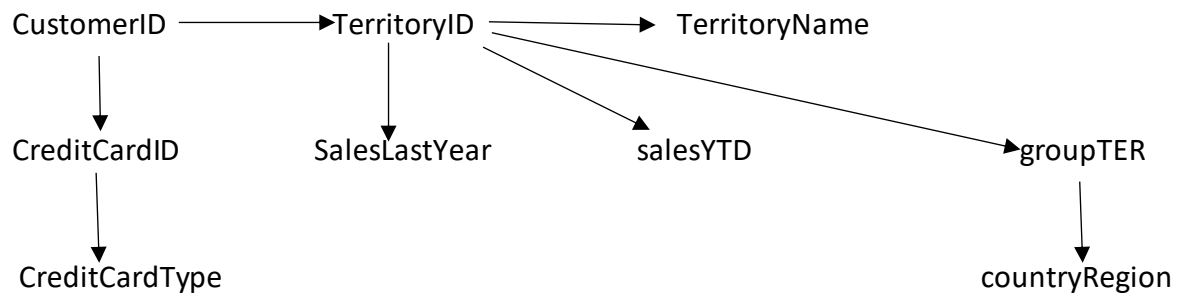 CustomerID TerritoryID TerritoryName
CreditCardID SalesLastYear salesYTD groupTER
CreditCardType countryRegion